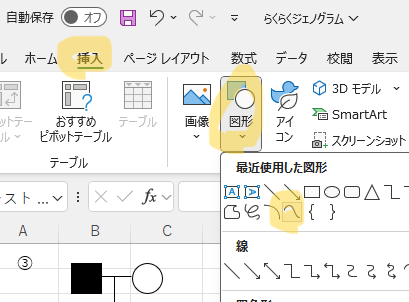 自動保存 オフ らくらくジェノグラム
ホーム 挿入 ページ レイアウト 数式 データ 校閲 表示
おすすめ
ピボットテーブル
テーブル
画像
図形
アイ
コン
3D モデル
SmartArt
スクリーンショット
テーブル
最近使用した図形
fx
A B C
③
線